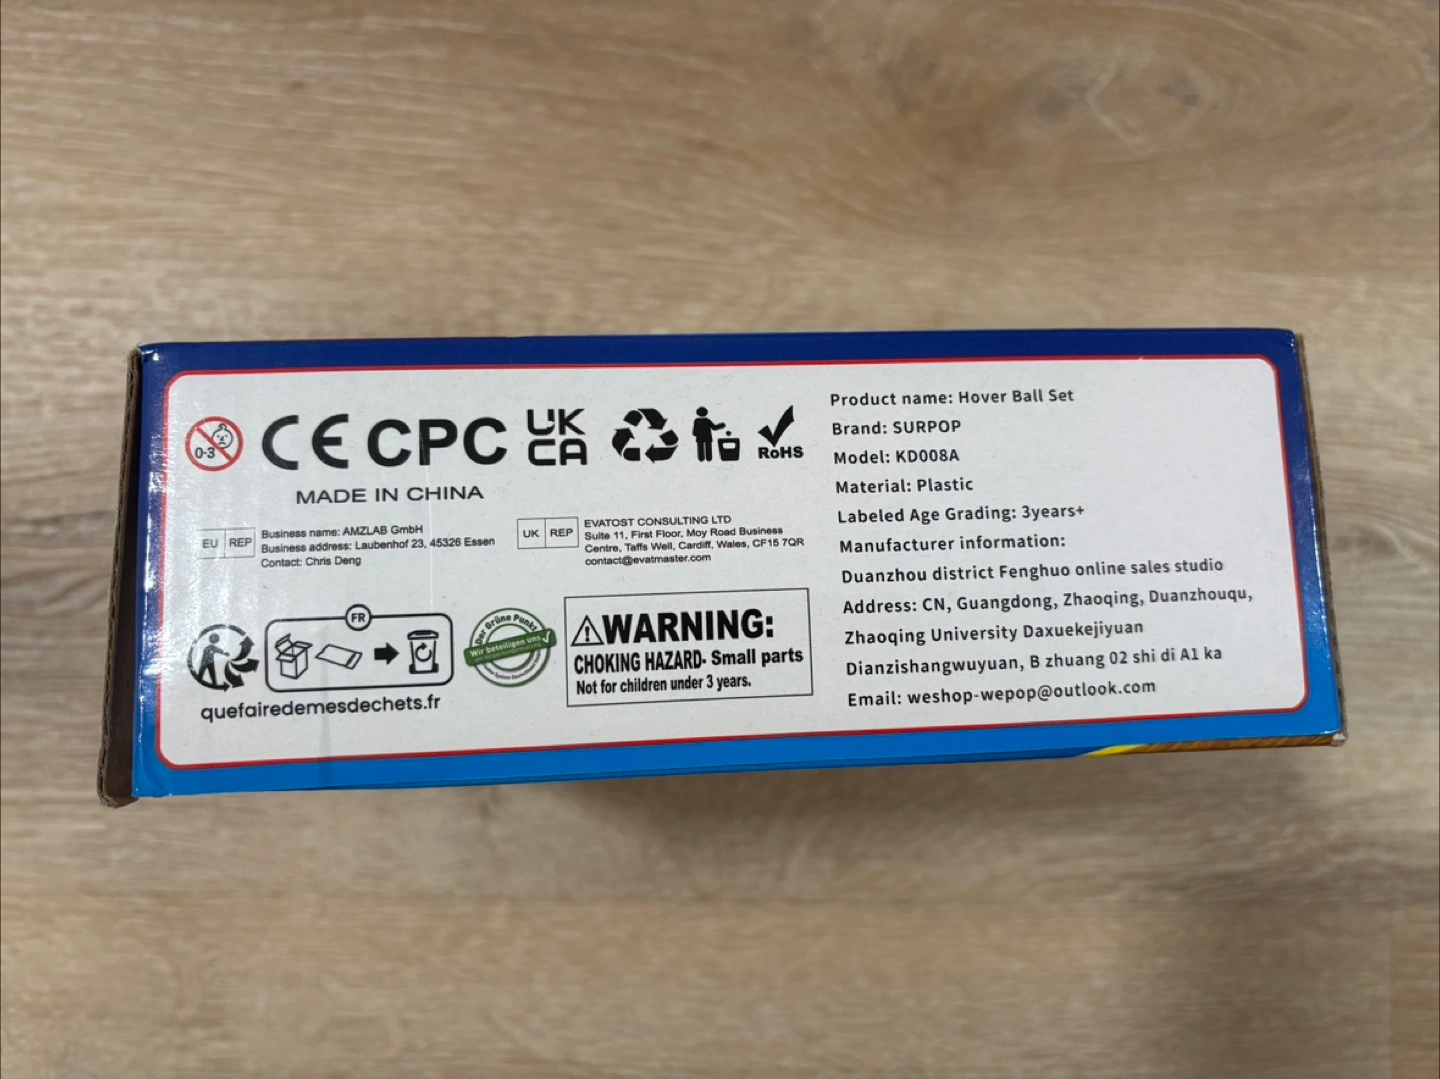 0-3
CE CPC UK
CA
RoHS
MADE IN CHINA
EU REP
Business name: AMZLAB GmbH
Business address: Laubenhof 23, 45326 Essen
Contact: Chris Deng
UK REP
EVATOST CONSULTING LTD
Suite 11, First Floor, Moy Road Business
Centre, Taffs Well, Cardiff, Wales, CF15 7QR
contact@evatmaster.com
FR
quefairedemesdechets.fr
Der Grüne Punkt
Wir beteiligen uns
WARNING:
CHOKING HAZARD- Small parts
Not for children under 3 years.
Product name: Hover Ball Set
Brand: SURPOP
Model: KD008A
Material: Plastic
Labeled Age Grading: 3years+
Manufacturer information:
Duanzhou district Fenghuo online sales studio
Address: CN, Guangdong, Zhaoqing, Duanzhouqu,
Zhaoqing University Daxuekejiyuan
Dianzishangwuyuan, B zhuang 02 shi di A1 ka
Email: weshop-wepop@outlook.com